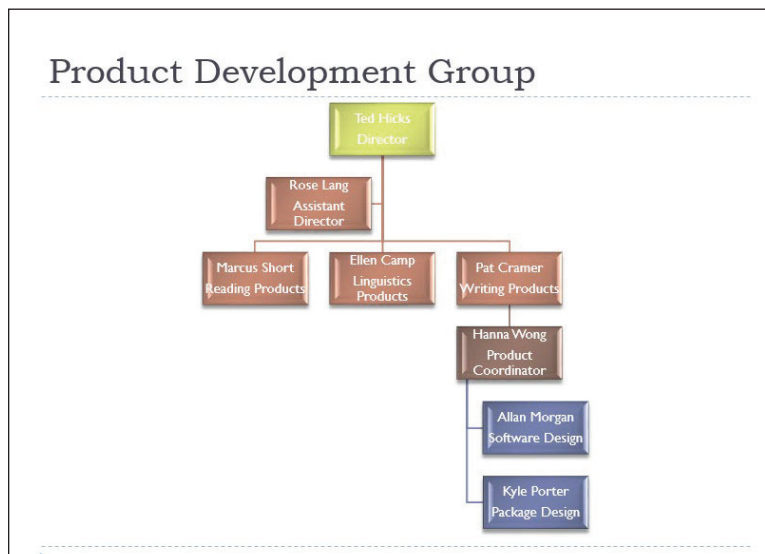 Product Development Group
Ted Hicks
Director
Rose Lang
Assistant
Director
Marcus Short
Reading Products
Ellen Camp
Linguistics
Products
Pat Cramer
Writing Products
Hanna Wong
Product
Coordinator
Allan Morgan
Software Design
Kyle Porter
Package Design